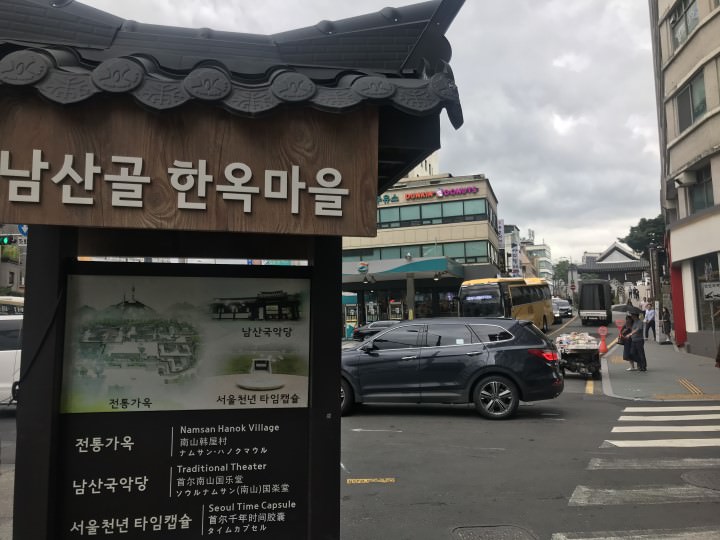 남산골 한옥마을
DUNKIN DONUTS
남산국악당
전통가옥
서울천년 타임캡슐
전통가옥
Namsan Hanok Village
南山韩屋村
ナムサン・ハノクマウル
남산국악당
Traditional Theater
首尔南山国乐堂
ソウルナムサン(南山)国楽堂
서울천년 타임캡슐
Seoul Time Capsule
首尔千年时间胶囊
タイムカプセル